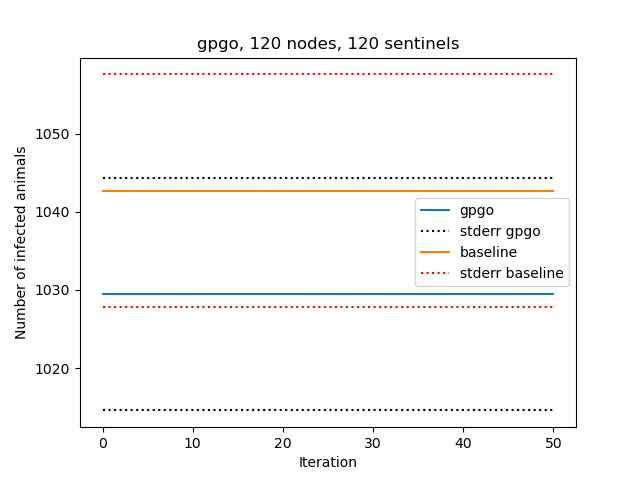 gpgo, 120 nodes, 120 sentinels
Number of infected animals
1050
1040
1030
1020
gpgo
stderr gpgo
baseline
stderr baseline
0 10 20 30 40 50
Iteration